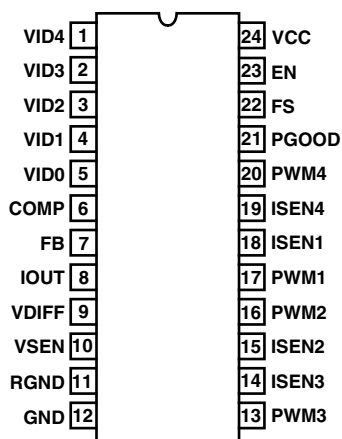 VID4 1 24 VCC
VID3 2 23 EN
VID2 3 22 FS
VID1 4 21 PGOOD
VID0 5 20 PWM4
COMP 6 19 ISEN4
FB 7 18 ISEN1
IOUT 8 17 PWM1
VDIFF 9 16 PWM2
VSEN 10 15 ISEN2
RGND 11 14 ISEN3
GND 12 13 PWM3